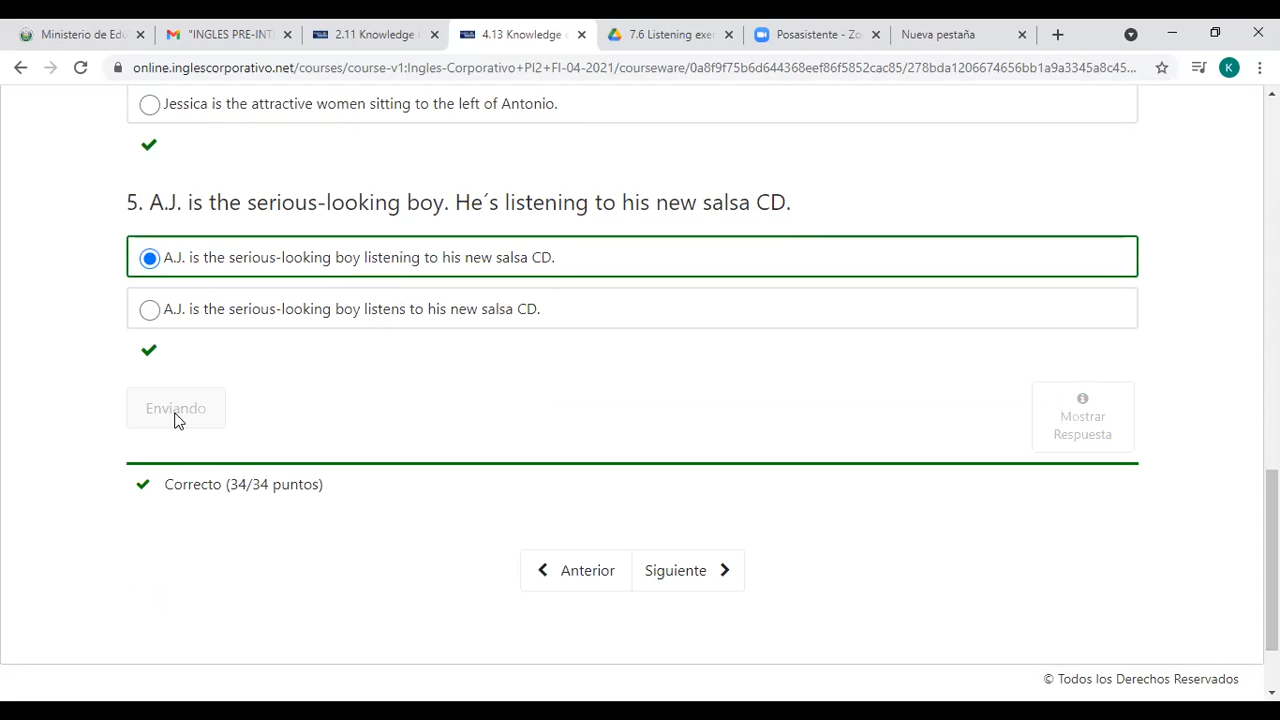 Ministerio de Edu
"INGLES PRE-INT
2.11 Knowledge
4.13 Knowledge
7.6 Listening exer
Posasistente - Zo
Nueva pestaña
online.inglescorporativo.net/courses/course-v1:Ingles-Corporativo+PI2+FI-04-2021/courseware/0a8f9f75b6d644368eef86f5852cac85/278bda1206674656bb1a9a3345a8c45...
K
Jessica is the attractive women sitting to the left of Antonio.
5. A.J. is the serious-looking boy. He´s listening to his new salsa CD.
A.J. is the serious-looking boy listening to his new salsa CD.
A.J. is the serious-looking boy listens to his new salsa CD.
Enviando
Mostrar
Respuesta
Correcto (34/34 puntos)
Anterior
Siguiente
© Todos los Derechos Reservados